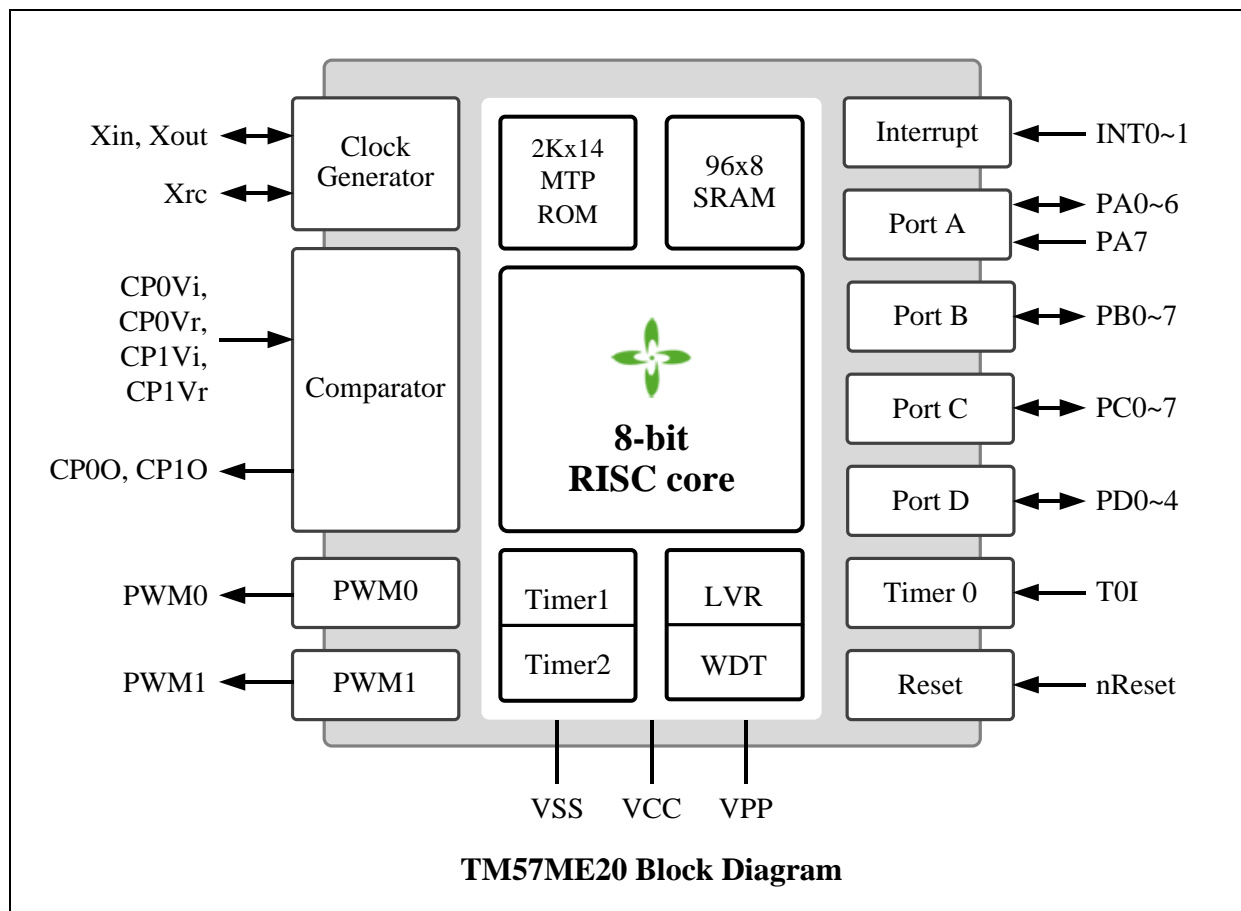 Xin, Xout
Xrc
Clock
Generator
CP0Vi,
CP0Vr,
CP1Vi,
CP1Vr
Comparator
CP0O, CP1O
PWM0
PWM0
PWM1
PWM1
2Kx14
MTP
ROM
96x8
SRAM
8-bit
RISC core
Timer1
Timer2
LVR
WDT
Interrupt
INT0~1
Port A
PA0~6
PA7
Port B
PB0~7
Port C
PC0~7
Port D
PD0~4
Timer 0
T0I
Reset
nReset
VSS
VCC
VPP
TM57ME20 Block Diagram